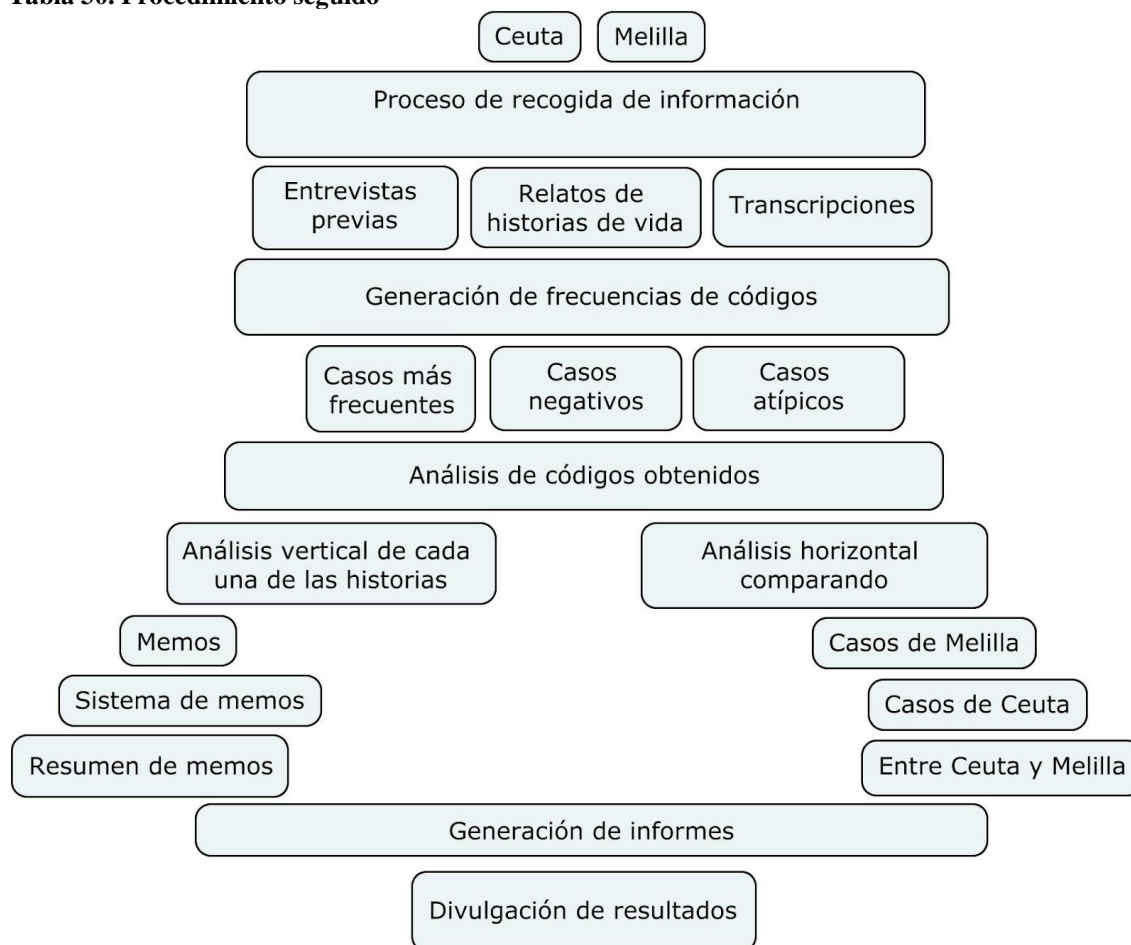 Tabla 30. Procedimiento seguido
Ceuta
Melilla
Proceso de recogida de información
Entrevistas
previas
Relatos de
historias de vida
Transcripciones
Generación de frecuencias de códigos
Casos más
frecuentes
Casos
negativos
Casos
atípicos
Análisis de códigos obtenidos
Análisis vertical de cada
una de las historias
Análisis horizontal
comparando
Memos
Casos de Melilla
Sistema de memos
Casos de Ceuta
Resumen de memos
Entre Ceuta y Melilla
Generación de informes
Divulgación de resultados